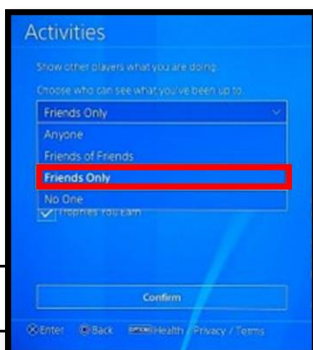 Activities
Show other players what you are doing.
Choose who can see what you've been up to.
Friends Only
Anyone
Friends of Friends
Friends Only
No One
Trophies You Earn
Confirm
Enter Back OPTIONS Health / Privacy / Terms